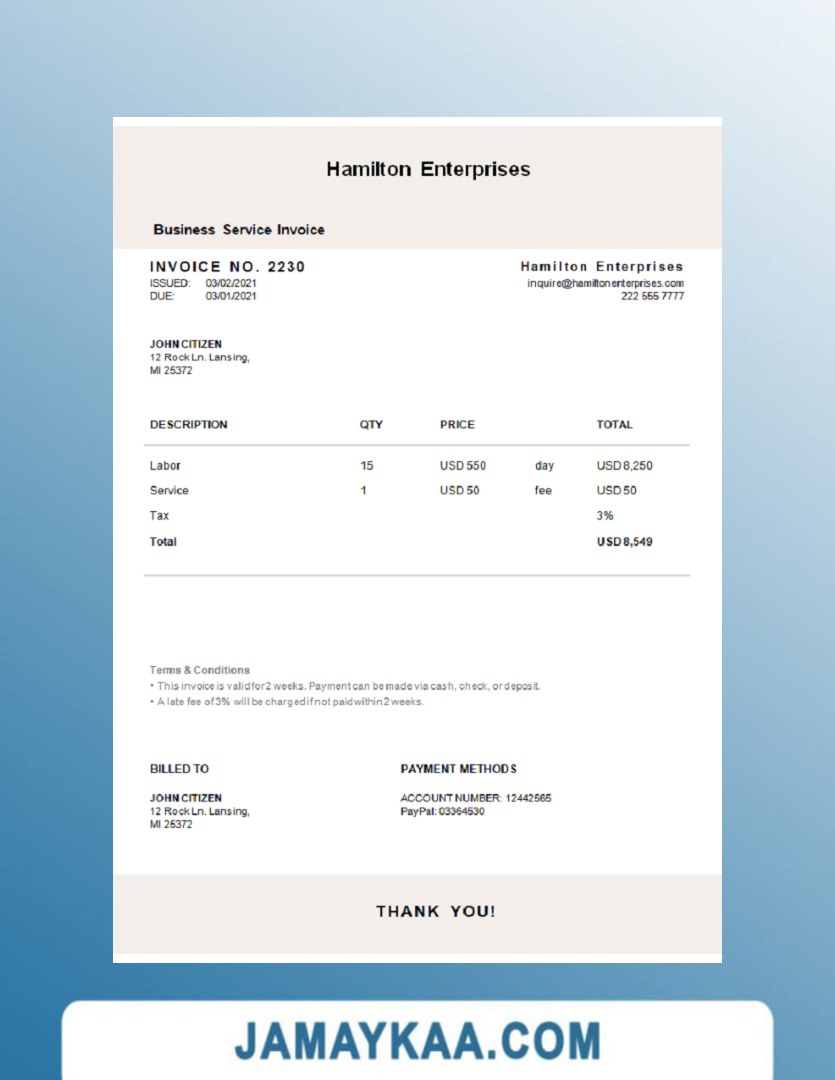 Hamilton Enterprises
Business Service Invoice
INVOICE NO. 2230
ISSUED: 03/02/2021
DUE: 03/01/2021
Hamilton Enterprises
inquire@hamiltonenterprises.com
222 555 7777
JOHN CITIZEN
12 Rock Ln. Lansing,
MI 25372
DESCRIPTION QTY PRICE TOTAL
Labor 15 USD 550 day USD 8,250
Service 1 USD 50 fee USD 50
Tax 3%
Total USD 8,549
Terms & Conditions
• This invoice is valid for 2 weeks. Payment can be made via cash, check, or deposit.
• A late fee of 3% will be charged if not paid within 2 weeks.
BILLED TO
JOHN CITIZEN
12 Rock Ln. Lansing,
MI 25372
PAYMENT METHODS
ACCOUNT NUMBER: 12442565
PayPal: 03364530
THANK YOU!
JAMAYKAA.COM